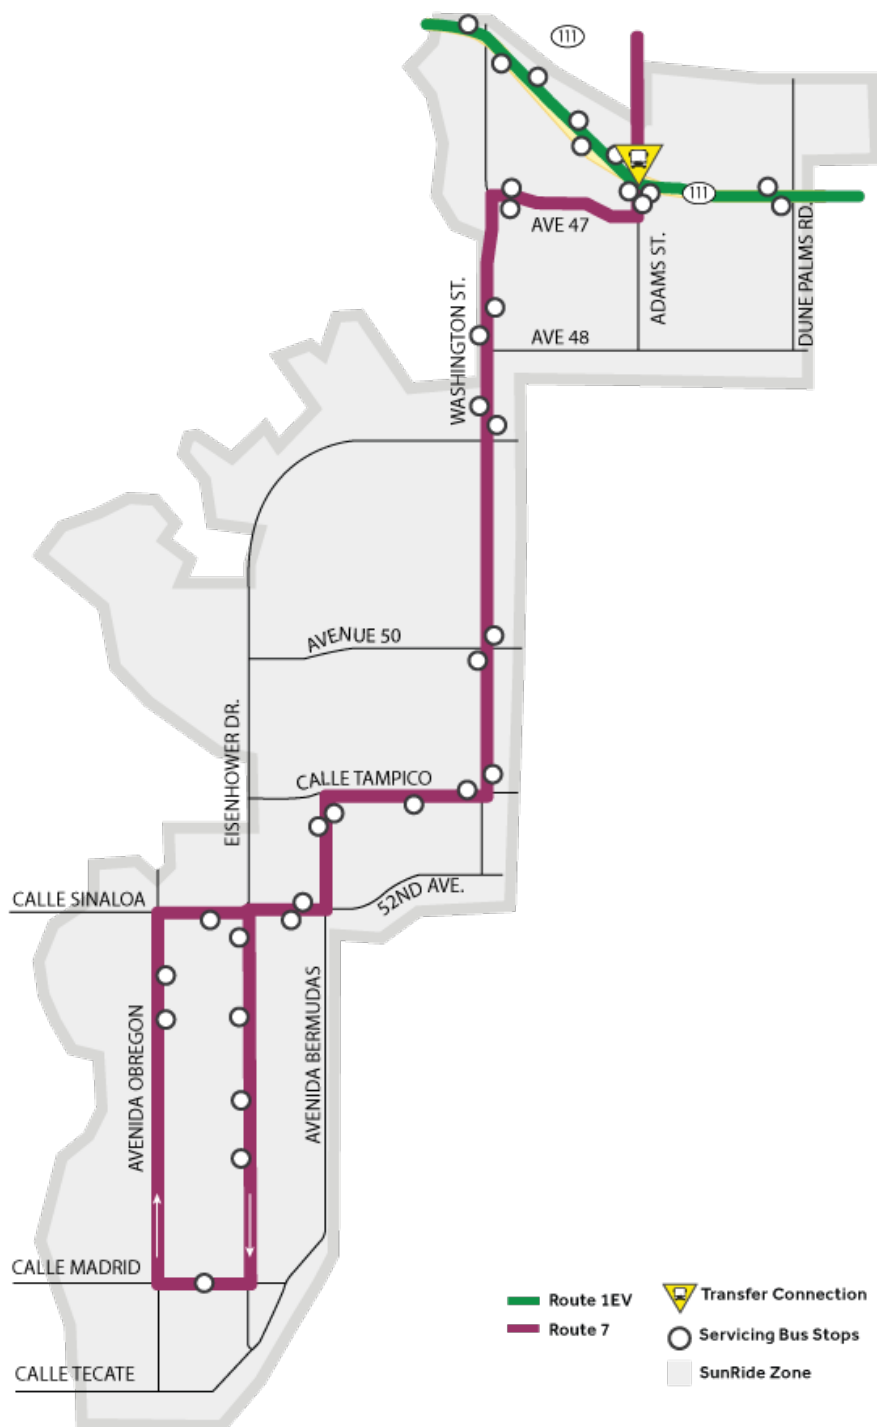 111
111
AVE 47
ADAMS ST.
DUNE PALMS RD.
WASHINGTON ST.
AVE 48
AVENUE 50
EISENHOWER DR.
CALLE TAMPICO
52ND AVE.
CALLE SINALOA
AVENIDA OBREGON
AVENIDA BERMUDAS
CALLE MADRID
CALLE TECATE
Route 1EV
Route 7
Transfer Connection
Servicing Bus Stops
SunRide Zone